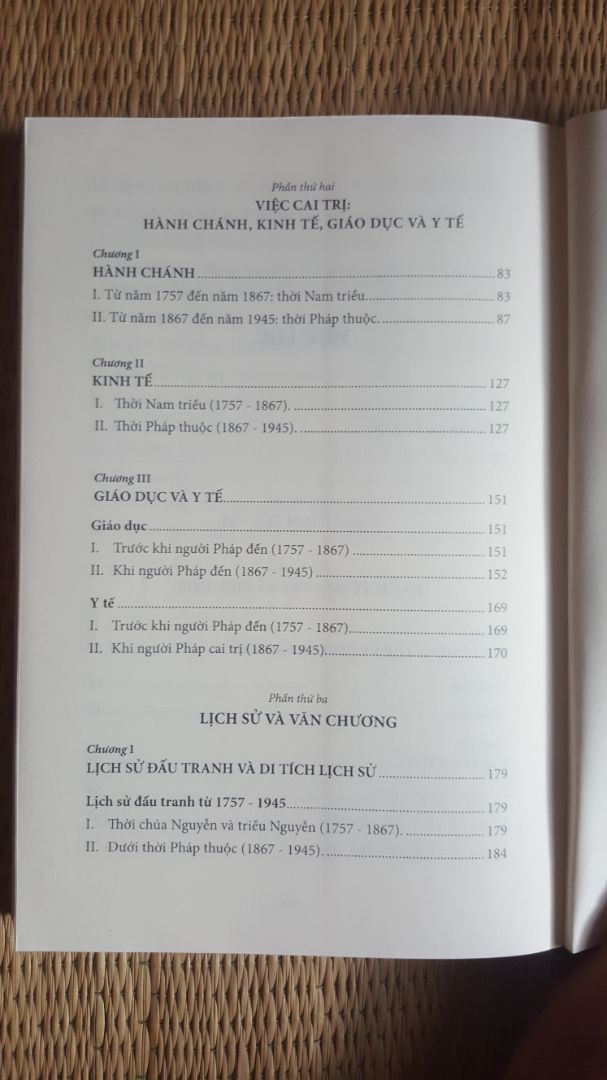 Phần thứ hai
VIỆC CAI TRỊ:
HÀNH CHÁNH, KINH TẾ, GIÁO DỤC VÀ Y TẾ
Chương I
HÀNH CHÁNH ........ 83
I. Từ năm 1757 đến năm 1867: thời Nam triều ........ 83
II. Từ năm 1867 đến năm 1945: thời Pháp thuộc. ........ 87
Chương II
KINH TẾ ........ 127
I. Thời Nam triều (1757 - 1867). ........ 127
II. Thời Pháp thuộc (1867 - 1945). ........ 127
Chương III
GIÁO DỤC VÀ Y TẾ ........ 151
Giáo dục ........ 151
I. Trước khi người Pháp đến (1757 - 1867) ........ 151
II. Khi người Pháp đến (1867 - 1945) ........ 152
Y tế ........ 169
I. Trước khi người Pháp đến (1757 - 1867) ........ 169
II. Khi người Pháp cai trị (1867 - 1945) ........ 170
Phần thứ ba
LỊCH SỬ VÀ VĂN CHƯƠNG
Chương I
LỊCH SỬ ĐẤU TRANH VÀ DI TÍCH LỊCH SỬ ........ 179
Lịch sử đấu tranh từ 1757 - 1945 ........ 179
I. Thời chúa Nguyễn và triều Nguyễn (1757 - 1867). ........ 179
II. Dưới thời Pháp thuộc (1867 - 1945). ........ 184